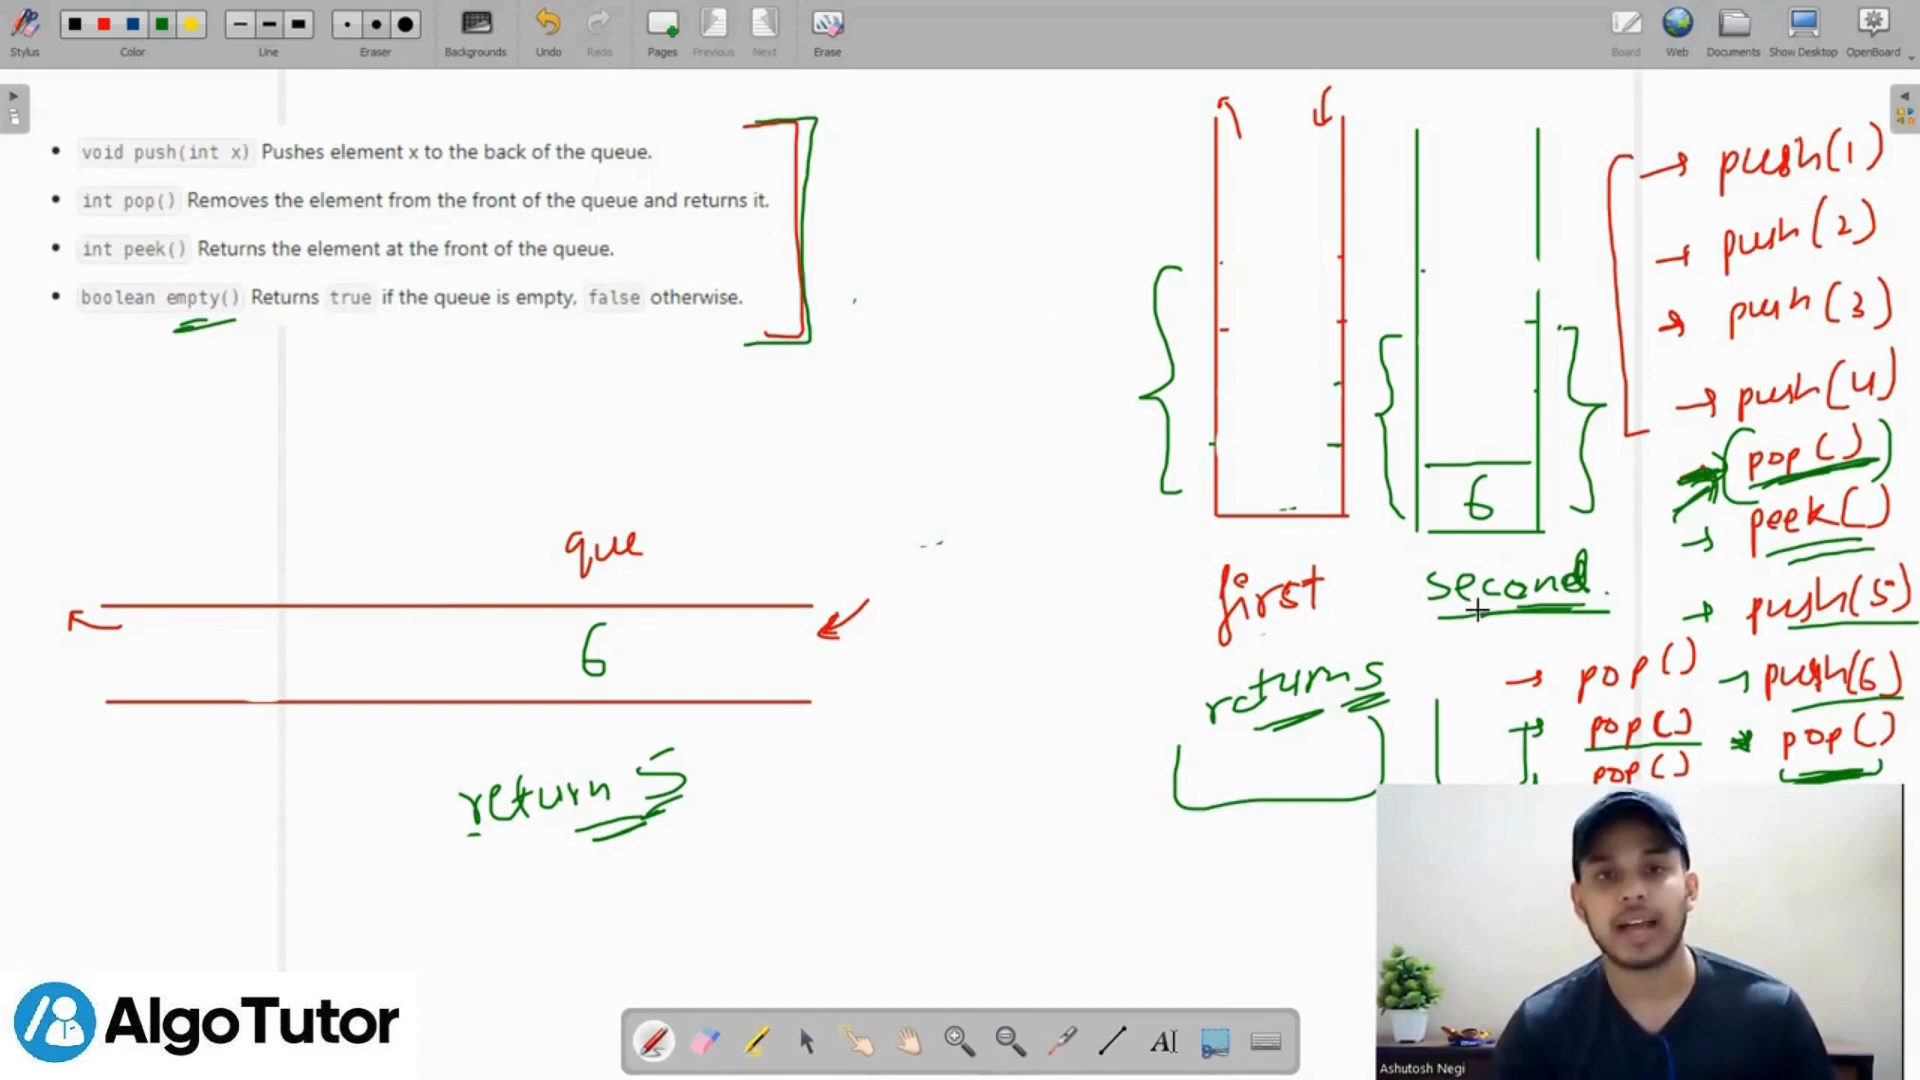 Stylus
Color
Line
Eraser
Backgrounds
Undo
Redo
Pages
Previous
Next
Erase
Board
Web
Documents
Show Desktop
OpenBoard
void push(int x) Pushes element x to the back of the queue.
int pop() Removes the element from the front of the queue and returns it.
int peek() Returns the element at the front of the queue.
boolean empty() Returns true if the queue is empty, false otherwise.
que
6
return 5
6
first
second.
returns
push(1)
push(2)
push(3)
push(4)
pop()
peek()
push(5)
pop() push(6)
pop() pop()
pop()
AlgoTutor
AI
Ashutosh Negi